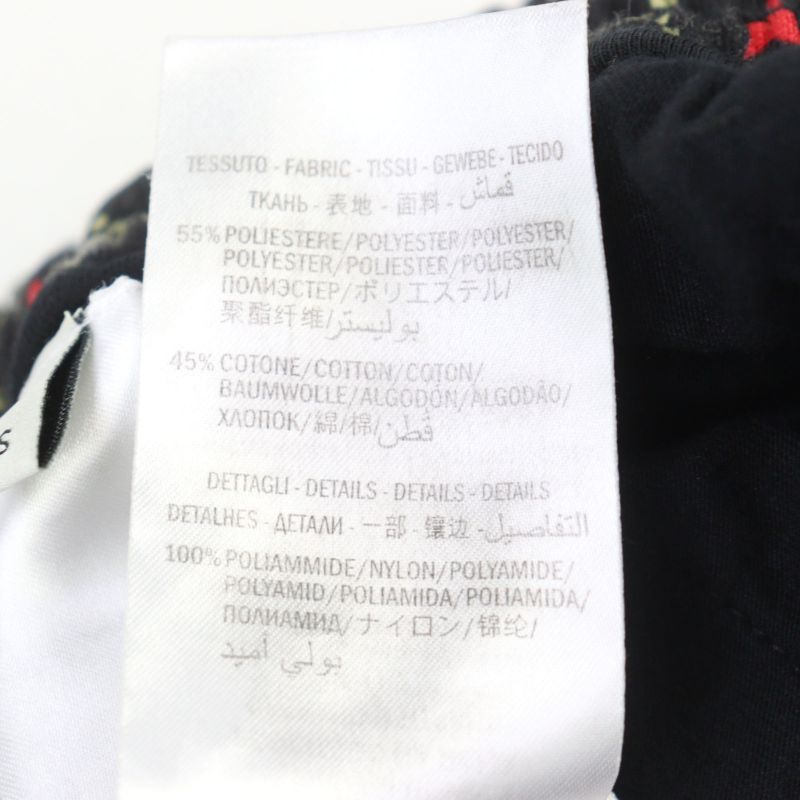 TESSUTO - FABRIC - TISSU - GEWEBE - TECIDO
ТКАНЬ - 表地 - 面料 - قماش
55% POLIESTERE/POLYESTER/POLYESTER/
POLYESTER/POLIESTER/POLIESTER/
ПОЛИЭСТЕР/ポリエステル/
聚酯纤维/بوليستر
45% COTONE/COTTON/COTON/
BAUMWOLLE/ALGODÓN/ALGODÃO/
ХЛОПОК/綿/棉/قطن
DETTAGLI - DETAILS - DETAILS - DETAILS
DETALHES - ДЕТАЛИ - 一部 - 镶边 - التفاصيل
100% POLIAMMIDE/NYLON/POLYAMIDE/
POLYAMID/POLIAMIDA/POLIAMIDA/
ПОЛИАМИД/ナイロン/锦纶/
بولي أميد
S